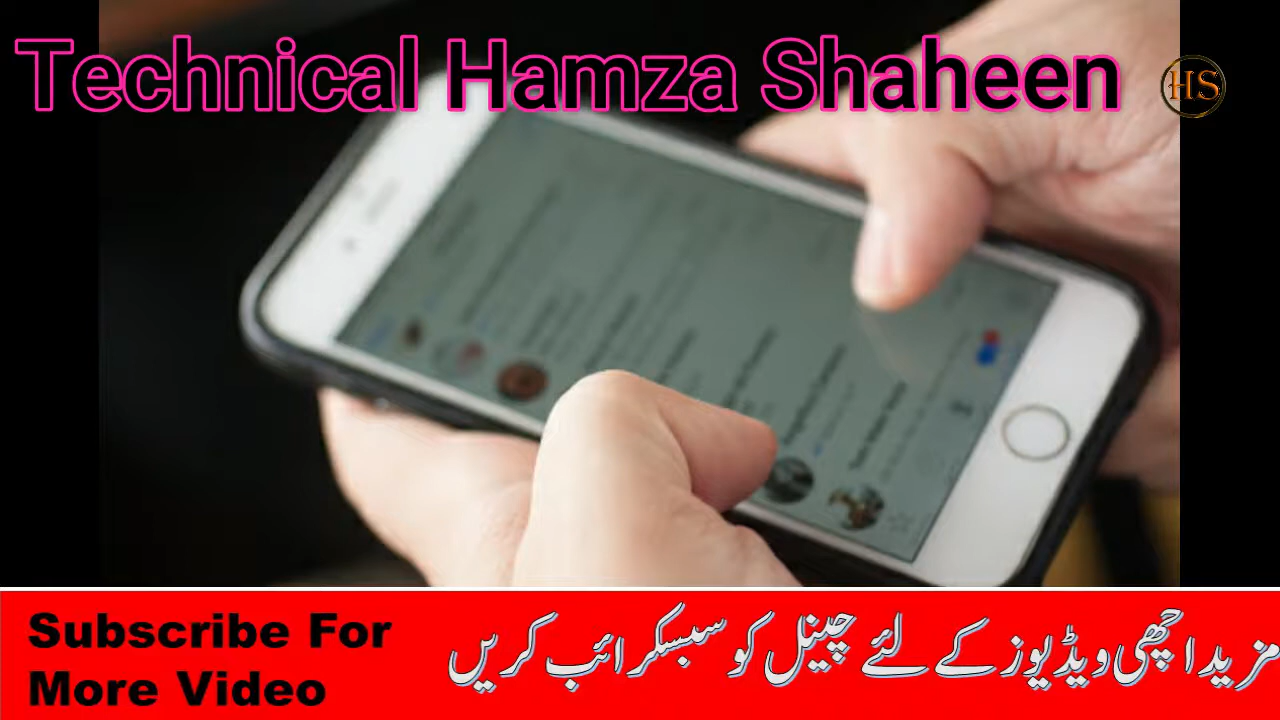 Technical Hamza Shaheen
HS
Subscribe For
More Video
مزید اچھی ویڈیوز کے لئے چینل کو سبسکرائب کریں